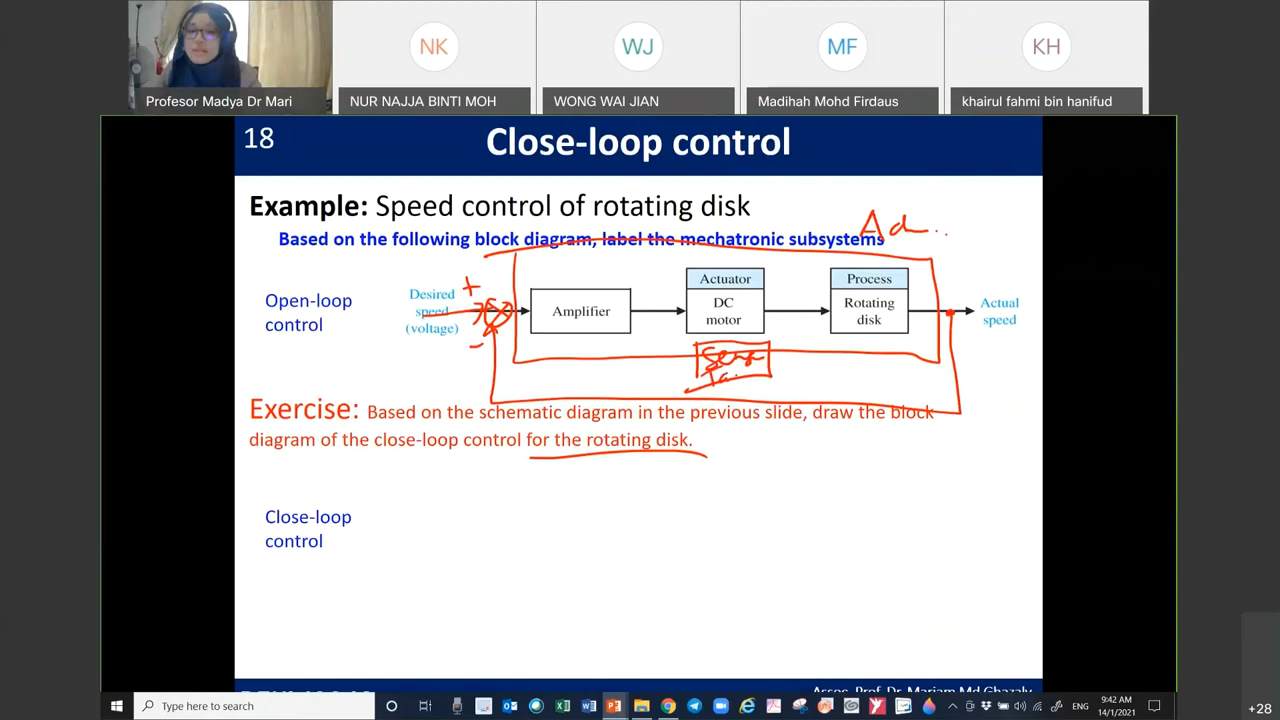 NK
WJ
MF
KH
Profesor Madya Dr Mari
NUR NAJJA BINTI MOH
WONG WAI JIAN
Madihah Mohd Firdaus
khairul fahmi bin hanifud
18
Close-loop control
Example: Speed control of rotating disk
Ad..
Based on the following block diagram, label the mechatronic subsystems
Open-loop
control
+
Desired
speed
(voltage)
-
Amplifier
Actuator
DC
motor
Process
Rotating
disk
Actual
speed
Exercise: Based on the schematic diagram in the previous slide, draw the block
diagram of the close-loop control for the rotating disk.
Close-loop
control
Assoc. Prof. Dr. Mariam Md Ghazaly
Type here to search
ENG
9:42 AM
14/1/2021
+28